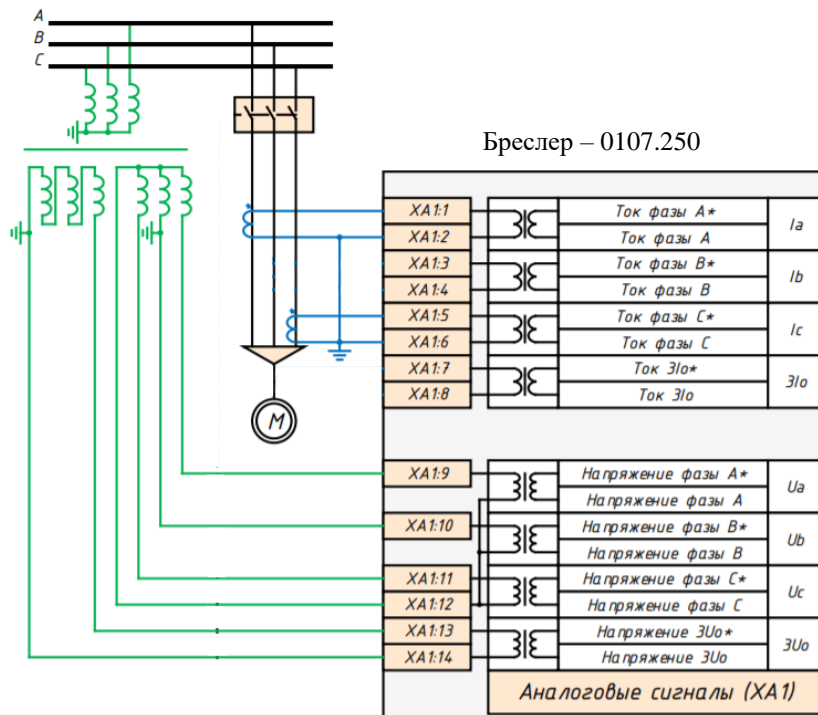 A
B
C
Бреслер – 0107.250
XA1:1 Ток фазы A* Ia
XA1:2 Ток фазы A
XA1:3 Ток фазы B* Ib
XA1:4 Ток фазы B
XA1:5 Ток фазы C* Ic
XA1:6 Ток фазы C
XA1:7 Ток 3Io* 3Io
XA1:8 Ток 3Io
M
XA1:9 Напряжение фазы A* Ua
Напряжение фазы A
XA1:10 Напряжение фазы B* Ub
Напряжение фазы B
XA1:11 Напряжение фазы C* Uc
XA1:12 Напряжение фазы C
XA1:13 Напряжение 3Uo* 3Uo
XA1:14 Напряжение 3Uo
Аналоговые сигналы (XA1)